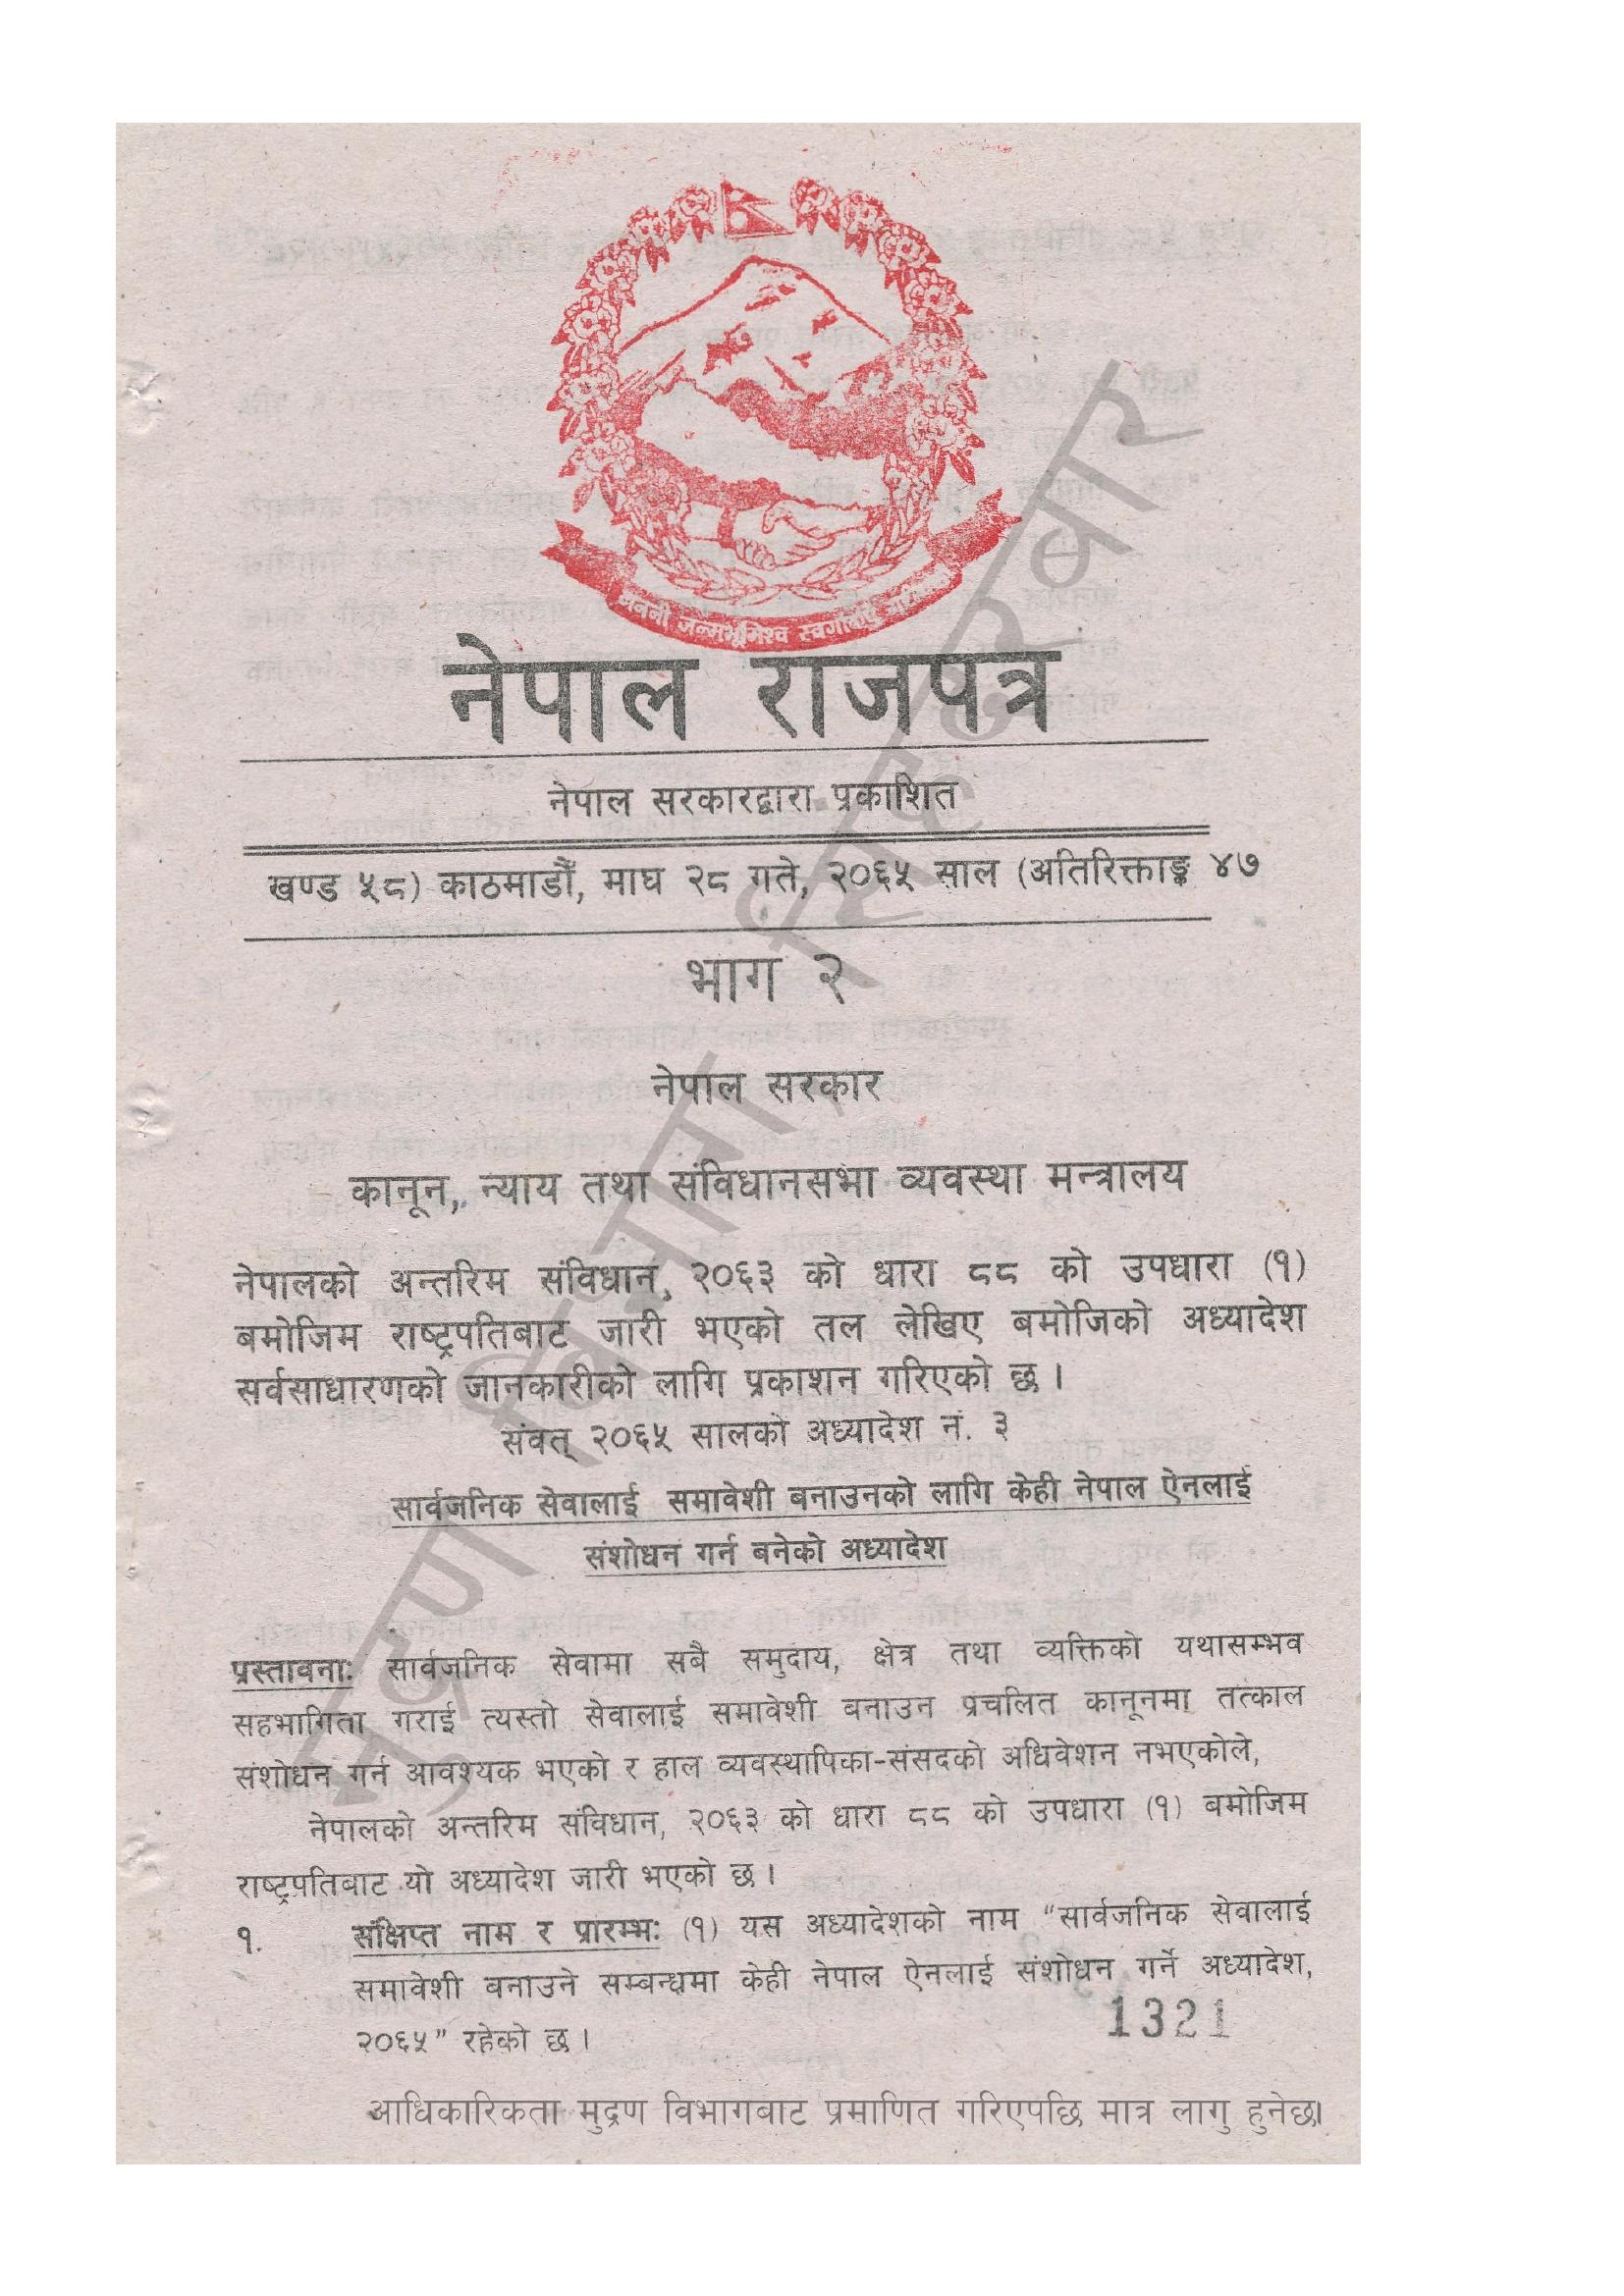 जननी जन्मभूमिश्च स्वर्गादपि
नेपाल राजपत्र
नेपाल सरकारद्वारा प्रकाशित
खण्ड ५८) काठमाडौँ, माघ २८ गते, २०६५ साल (अतिरिक्ताङ्क ४७
भाग २
नेपाल सरकार
कानून, न्याय तथा संविधानसभा व्यवस्था मन्त्रालय
नेपालको अन्तरिम संविधान, २०६३ को धारा ८८ को उपधारा (१)
बमोजिम राष्ट्रपतिबाट जारी भएको तल लेखिए बमोजिको अध्यादेश
सर्वसाधारणको जानकारीको लागि प्रकाशन गरिएको छ ।
संवत् २०६५ सालको अध्यादेश नं. ३
सार्वजनिक सेवालाई समावेशी बनाउनको लागि केही नेपाल ऐनलाई
संशोधन गर्न बनेको अध्यादेश
प्रस्तावनाः सार्वजनिक सेवामा सबै समुदाय, क्षेत्र तथा व्यक्तिको यथासम्भव
सहभागिता गराई त्यस्तो सेवालाई समावेशी बनाउन प्रचलित कानूनमा तत्काल
संशोधन गर्न आवश्यक भएको र हाल व्यवस्थापिका-संसदको अधिवेशन नभएकोले,
नेपालको अन्तरिम संविधान, २०६३ को धारा ८८ को उपधारा (१) बमोजिम
राष्ट्रपतिबाट यो अध्यादेश जारी भएको छ ।
१. संक्षिप्त नाम र प्रारम्भः (१) यस अध्यादेशको नाम “सार्वजनिक सेवालाई
समावेशी बनाउने सम्बन्धमा केही नेपाल ऐनलाई संशोधन गर्ने अध्यादेश,
२०६५” रहेको छ ।
1321
आधिकारिकता मुद्रण विभागबाट प्रमाणित गरिएपछि मात्र लागु हुनेछ।